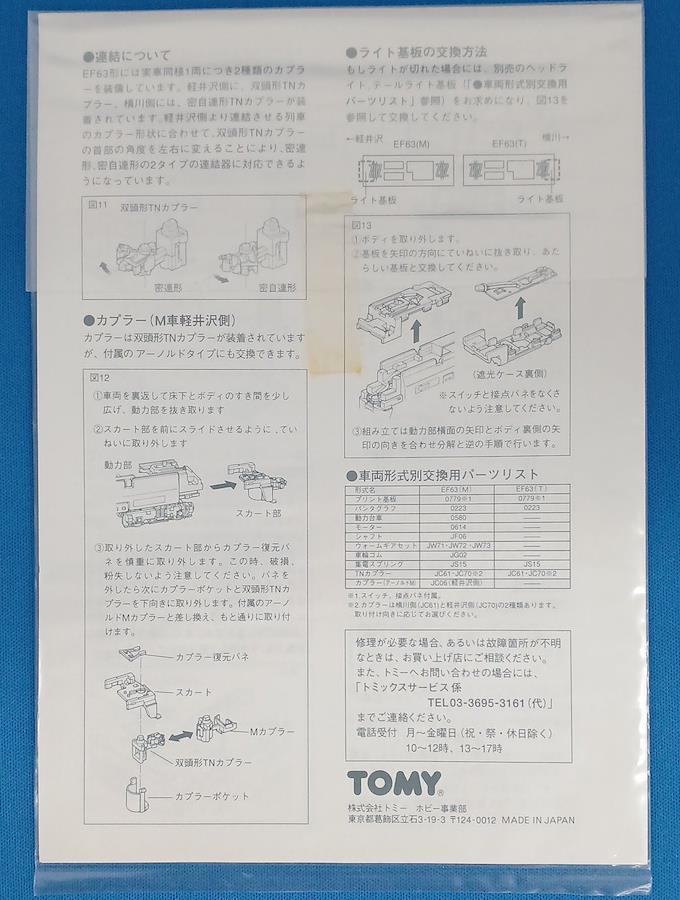 ●連結について
EF63形には実車同様1両につき2種類のカプラ
ーを装備しています。軽井沢側に、双頭形TNカ
プラー、横川側には、密自連形TNカプラーが装
着されています。軽井沢側より連結させる列車
のカプラー形状に合わせて、双頭形TNカプラー
の首部の角度を左右に変えることにより、密連
形、密自連形の2タイプの連結器に対応できるよ
うになっています。
図11
双頭形TNカプラー
密連形
密自連形
●カプラー(M車軽井沢側)
カプラーは双頭形TNカプラーが装着されています
が、付属のアーノルドタイプにも交換できます。
図12
①車両を裏返して床下とボディのすき間を少し
広げ、動力部を抜き取ります
②スカート部を前にスライドさせるように、てい
ねいに取り外します
動力部
スカート部
③取り外したスカート部からカプラー復元バ
ネを慎重に取り外します。この時、破損、
粉失しないよう注意してください。バネを
外したら次にカプラーポケットと双頭形TNカ
プラーを下向きに取り外します。付属のアーノ
ルドMカプラーと差し換え、もと通りに取り付
けます。
カプラー復元バネ
スカート
Mカプラー
双頭形TNカプラー
カプラーポケット
●ライト基板の交換方法
もしライトが切れた場合には、別売のヘッドラ
イト、テールライト基板(「●車両形式別交換用
パーツリスト」参照)をお求めになり、図13を
参照して交換してください。
←軽井沢 横川→
EF63(M) EF63(T)
ライト基板 ライト基板
図13
①ボディを取り外します。
②基板を矢印の方向にていねいに抜き取り、あた
らしい基板と交換してください。
(遮光ケース裏側)
※スイッチと接点バネをなくさ
ないよう注意してください。
③組み立ては動力部横面の矢印とボディ裏側の矢
印の向きを合わせ分解と逆の手順で行います。
●車両形式別交換用パーツリスト
形式名 EF63(M) EF63(T)
プリント基板 0779※1 0779※1
パンタグラフ 0223 0223
動力台車 0580 ——
モーター 0614 ——
シャフト JF06 ——
ウォームギアセット JW71・JW72・JW73 ——
車輪ゴム JG02 ——
集電スプリング JS15 JS15
TNカプラー JC61・JC70※2 JC61・JC70※2
カプラー(アーノルドM) JC06(軽井沢側) ——
※1.スイッチ、接点バネ付属。
※2.カプラーは横川側(JC61)と軽井沢側(JC70)の2種類あります。
取り付け向きに応じてお選びください。
修理が必要な場合、あるいは故障箇所が不明
なときは、お買い上げ店にご相談ください。
また、トミーへお問い合わせの場合には、
「トミックスサービス係
TEL03-3695-3161(代)」
までご連絡ください。
電話受付 月〜金曜日(祝・祭・休日除く)
10〜12時、13〜17時
TOMY®
株式会社トミー ホビー事業部
東京都葛飾区立石3-19-3 〒124-0012 MADE IN JAPAN